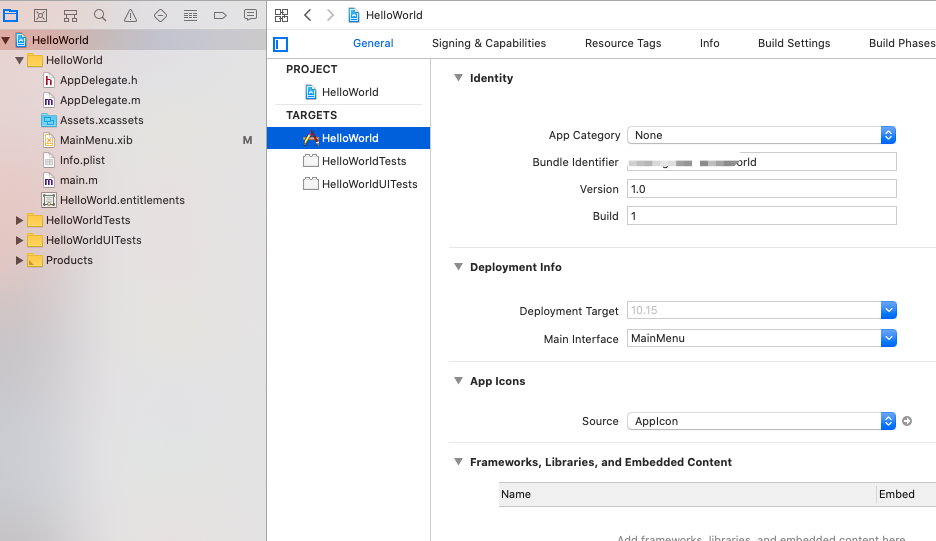 HelloWorld
HelloWorld
AppDelegate.h
AppDelegate.m
Assets.xcassets
MainMenu.xib M
Info.plist
main.m
HelloWorld.entitlements
HelloWorldTests
HelloWorldUITests
Products
HelloWorld
General Signing & Capabilities Resource Tags Info Build Settings Build Phases
PROJECT
HelloWorld
TARGETS
HelloWorld
HelloWorldTests
HelloWorldUITests
Identity
App Category None
Bundle Identifier
Version 1.0
Build 1
Deployment Info
Deployment Target 10.15
Main Interface MainMenu
App Icons
Source AppIcon
Frameworks, Libraries, and Embedded Content
Name Embed
Add frameworks, libraries, and embedded content here